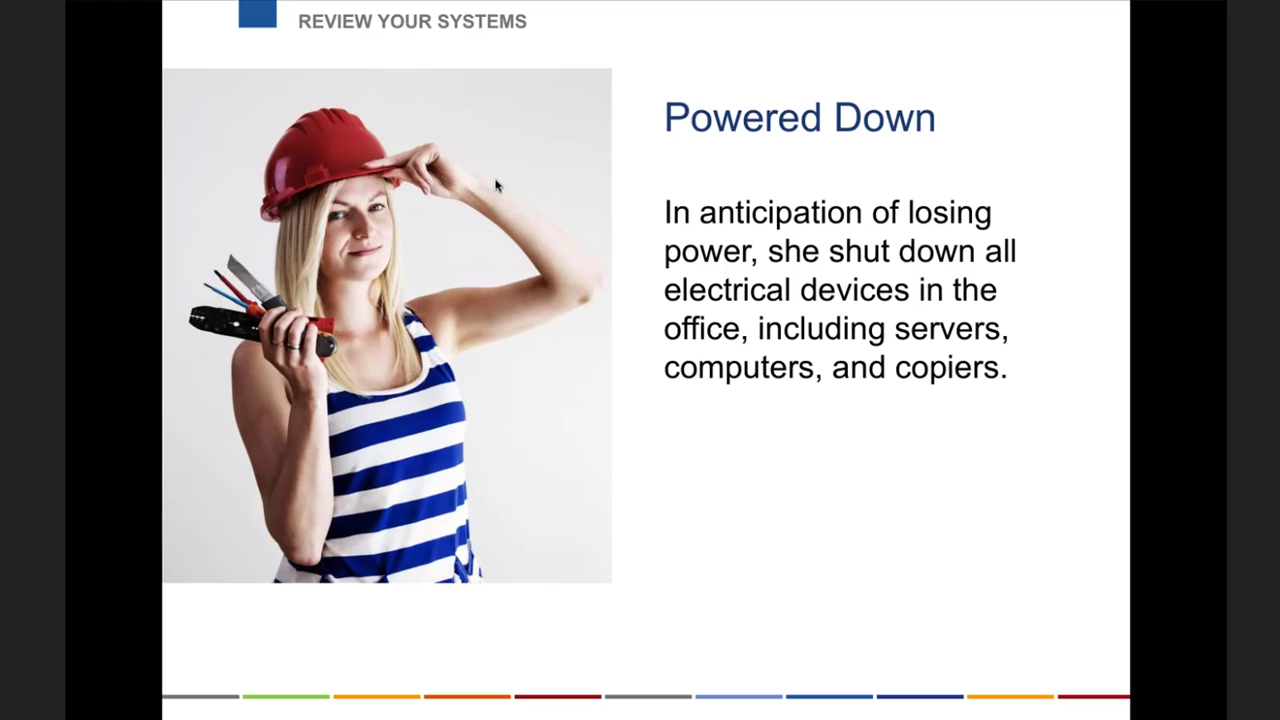 REVIEW YOUR SYSTEMS
Powered Down
In anticipation of losing
power, she shut down all
electrical devices in the
office, including servers,
computers, and copiers.